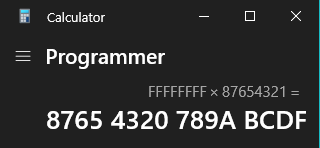 Calculator
Programmer
FFFFFFFF × 87654321 =
8765 4320 789A BCDF